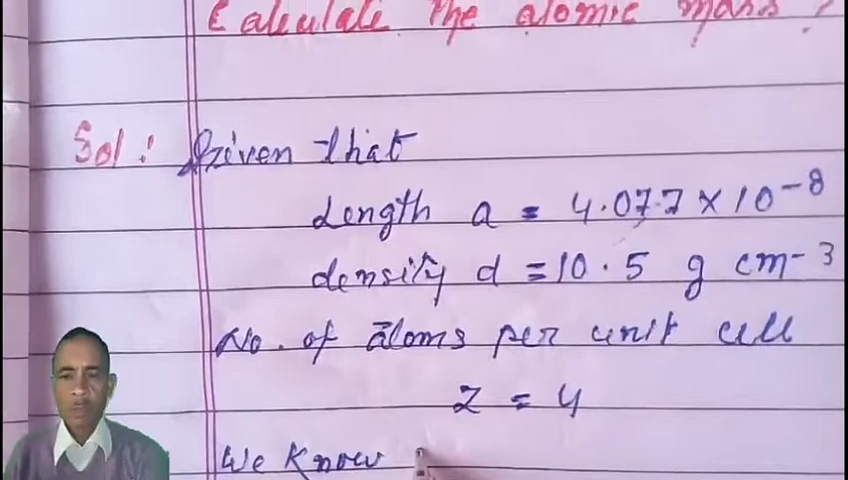 Calculate the atomic mass?
Sol: Given that
Length a = 4.077 × 10⁻⁸
density d = 10.5 g cm⁻³
No. of atoms per unit cell
Z = 4
We know